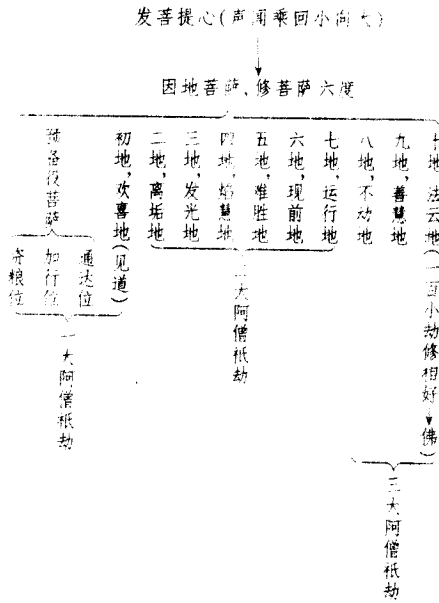 发菩提心(声闻乘回小向大)
因地菩萨、修菩萨六度
预备役菩萨
资粮位
加行位
通达位
一大阿僧祇劫
初地,欢喜地(见道)
二地,离垢地
三地,发光地
四地,焰慧地
五地,难胜地
六地,现前地
七地,运行地
二大阿僧祇劫
八地,不动地
九地,善慧地
十地,法云地(一百小劫修相好→佛)
三大阿僧祇劫